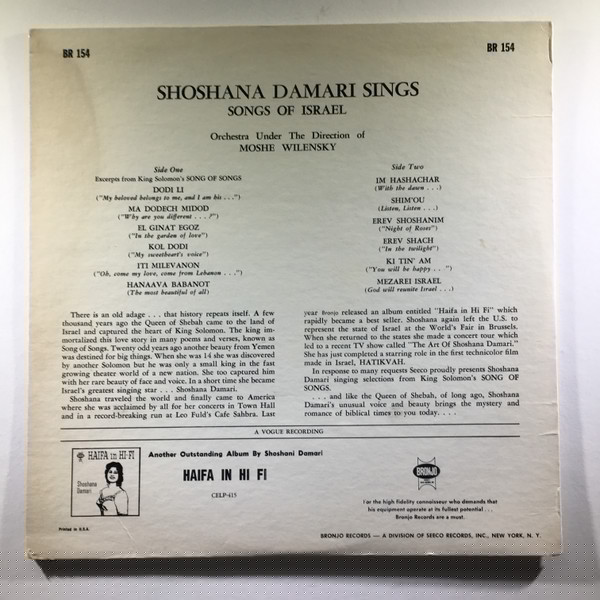 BR 154
BR 154
SHOSHANA DAMARI SINGS
SONGS OF ISRAEL
Orchestra Under The Direction of
MOSHE WILENSKY
Side One
Excerpts from King Solomon's SONG OF SONGS
DODI LI
("My beloved belongs to me, and I am his . . .")
MA DODECH MIDOD
("Why are you different . . . ?")
EL GINAT EGOZ
("In the garden of love")
KOL DODI
("My sweetheart's voice")
ITI MILEVANON
("Oh, come my love, come from Lebanon . . .")
HANAAVA BABANOT
(The most beautiful of all)
Side Two
IM HASHACHAR
(With the dawn . . .)
SHIM'OU
(Listen, Listen . . .)
EREV SHOSHANIM
("Night of Roses")
EREV SHACH
("In the twilight")
KI TIN' AM
("You will be happy . . .")
MEZAREI ISRAEL
(God will reunite Israel . . .)
There is an old adage . . . that history repeats itself. A few
thousand years ago the Queen of Shebah came to the land of
Israel and captured the heart of King Solomon. The king im-
mortalized this love story in many poems and verses, known as
Song of Songs. Twenty odd years ago another beauty from Yemen
was destined for big things. When she was 14 she was discovered
by another Solomon but he was only a small king in the fast
growing theater world of a new nation. She too captured him
with her rare beauty of face and voice. In a short time she became
Israel's greatest singing star . . . Shoshana Damari.
Shoshana traveled the world and finally came to America
where she was acclaimed by all for her concerts in Town Hall
and in a record-breaking run at Leo Fuld's Cafe Sahbra. Last
year Bronjo released an album entitled "Haifa in Hi Fi" which
rapidly became a best seller. Shoshana again left the U.S. to
represent the state of Israel at the World's Fair in Brussels.
When she returned to the states she made a concert tour which
led to a recent TV show called "The Art Of Shoshana Damari."
She has just completed a starring role in the first technicolor film
made in Israel, HATIKVAH.
In response to many requests Seeco proudly presents Shoshana
Damari singing selections from King Solomon's SONG OF
SONGS.
. . . and like the Queen of Shebah, of long ago, Shoshana
Damari's unusual voice and beauty brings the mystery and
romance of biblical times to you today. . . .
A VOGUE RECORDING
HAIFA in HI-FI
Shoshana
Damari
Another Outstanding Album By Shoshani Damari
HAIFA IN HI FI
CELP-415
BRONJO
For the high fidelity connoisseur who demands that
his equipment operate at its fullest potential . . .
Bronjo Records are a must.
Printed in U.S.A.
BRONJO RECORDS — A DIVISION OF SEECO RECORDS, INC., NEW YORK, N. Y.